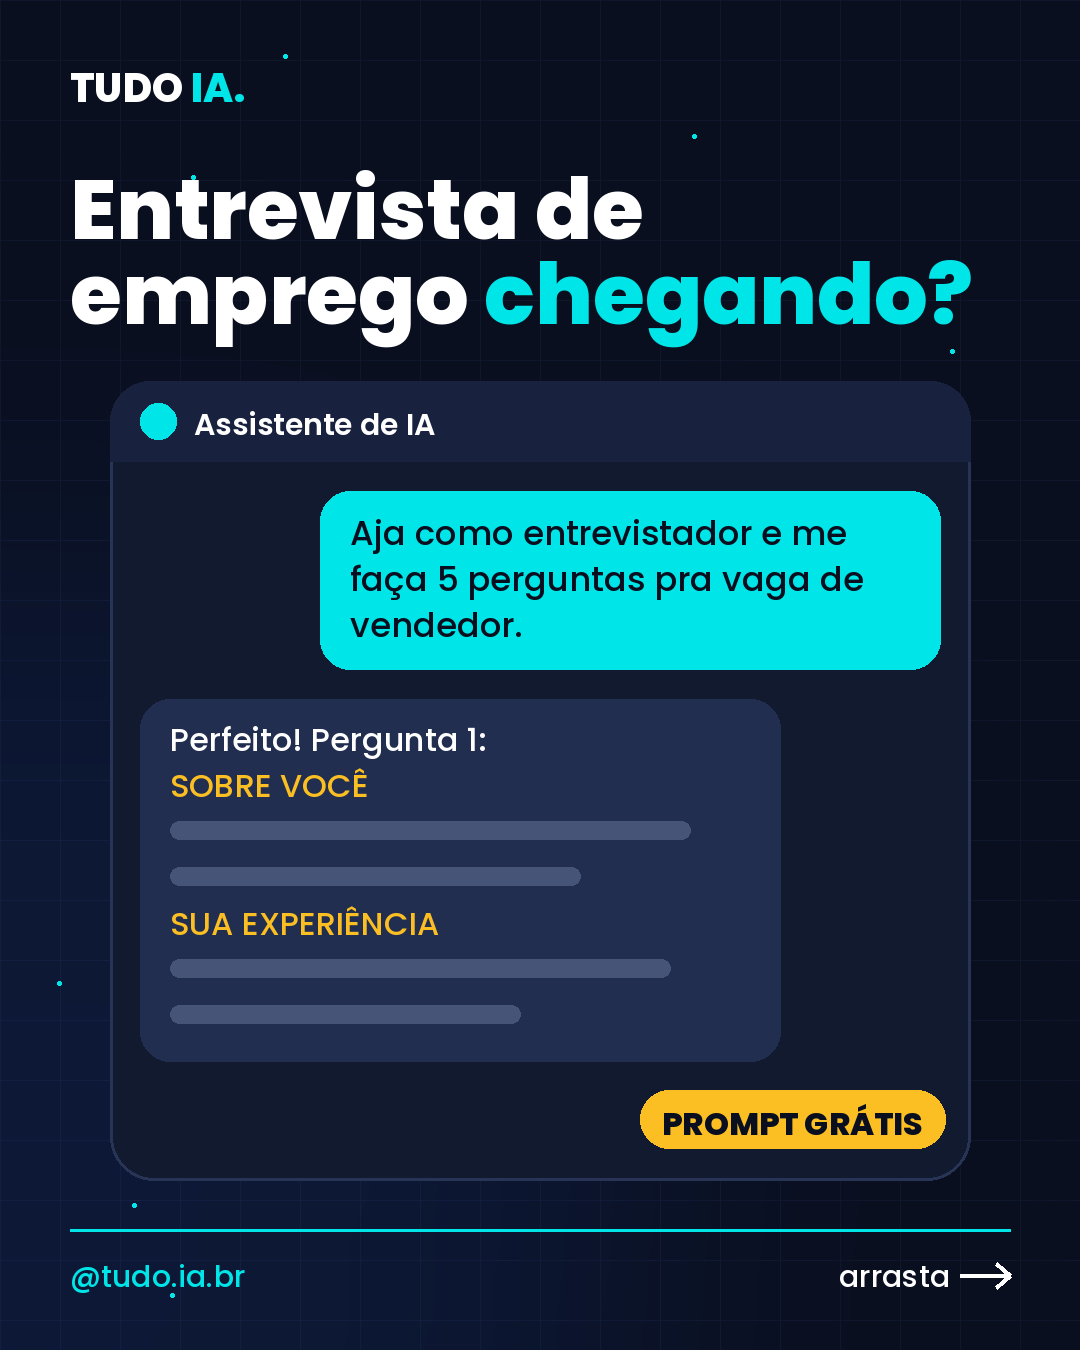 TUDO IA.
Entrevista de
emprego chegando?
Assistente de IA
Aja como entrevistador e me
faça 5 perguntas pra vaga de
vendedor.
Perfeito! Pergunta 1:
SOBRE VOCÊ
SUA EXPERIÊNCIA
PROMPT GRÁTIS
@tudo.ia.br
arrasta